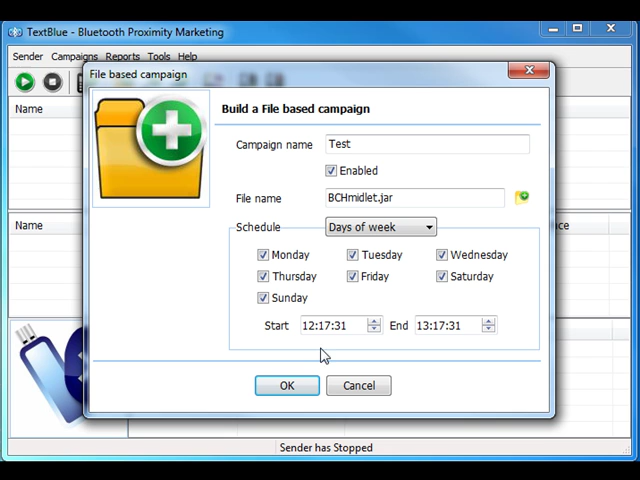 TextBlue - Bluetooth Proximity Marketing
Sender Campaigns Reports Tools Help
File based campaign
Name
Build a File based campaign
Campaign name Test
Enabled
File name BCHmidlet.jar
Name
Schedule Days of week
Monday Tuesday Wednesday
Thursday Friday Saturday
Sunday
Start 12:17:31 End 13:17:31
OK Cancel
Sender has Stopped